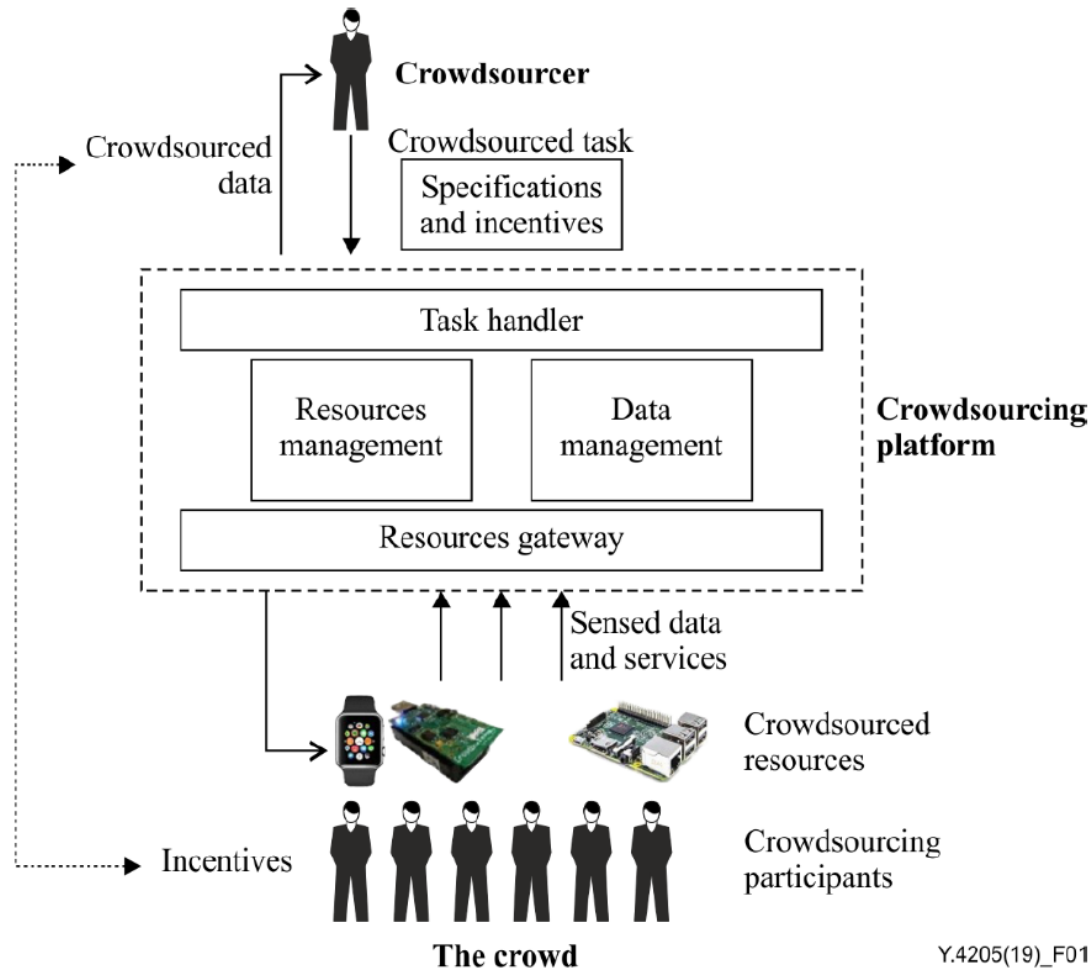 Crowdsourcer
Crowdsourced
data
Crowdsourced task
Specifications
and incentives
Task handler
Resources
management
Data
management
Crowdsourcing
platform
Resources gateway
Sensed data
and services
Crowdsourced
resources
Incentives
Crowdsourcing
participants
The crowd
Y.4205(19)_F01